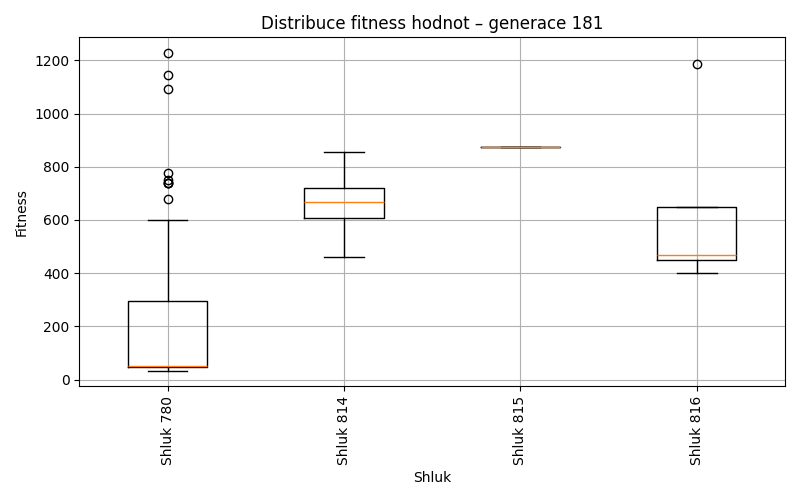 Distribuce fitness hodnot – generace 181
Fitness
1200
1000
800
600
400
200
0
Shluk 780
Shluk 814
Shluk 815
Shluk 816
Shluk